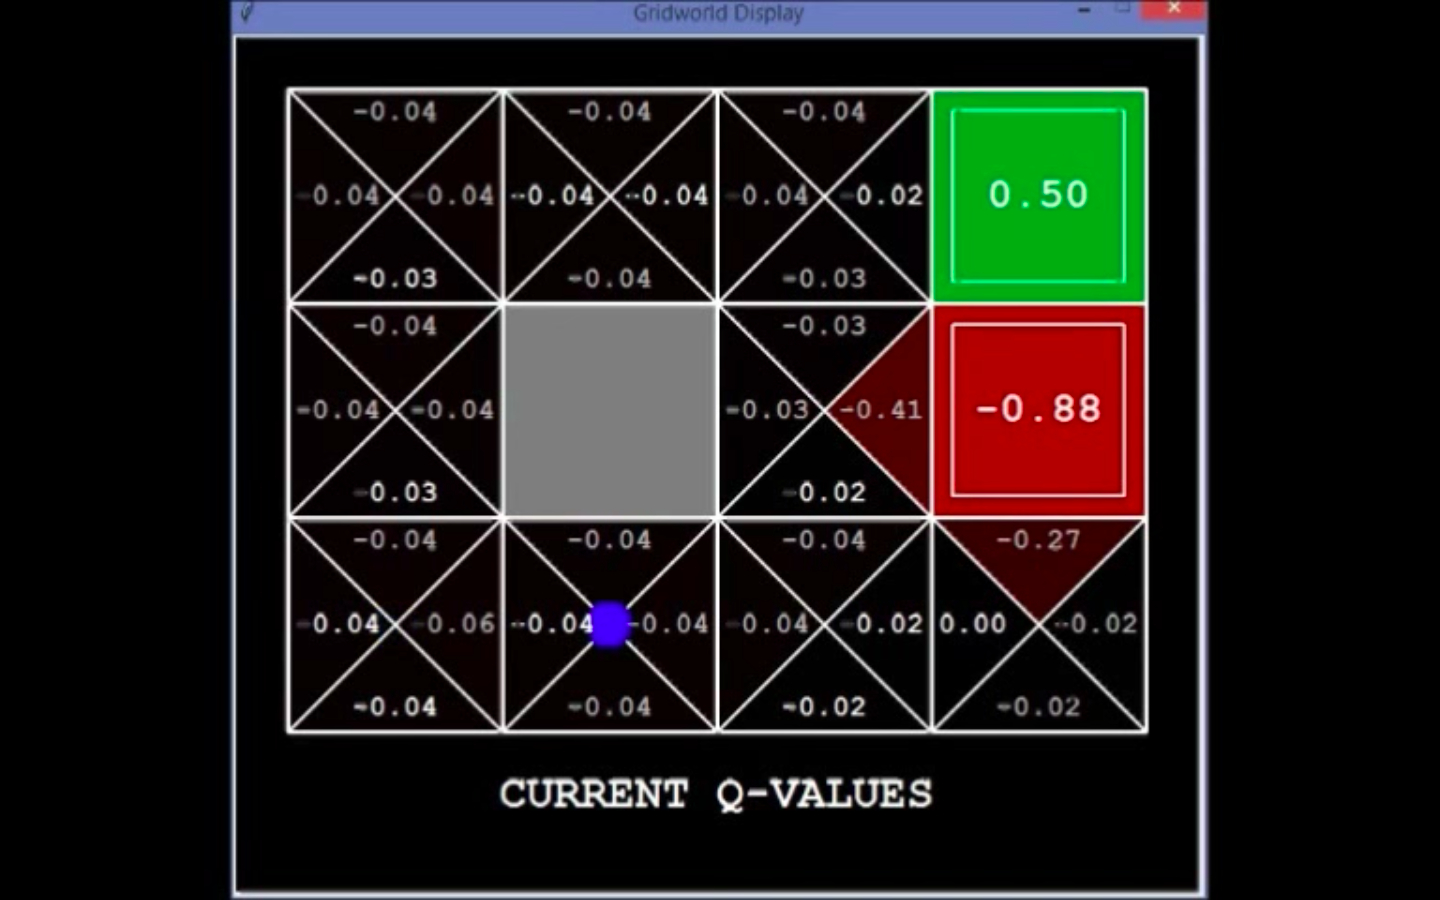 Gridworld Display
-0.04 -0.04 -0.04
-0.04 -0.04 -0.04 -0.04 -0.04 -0.02 0.50
-0.03 -0.04 -0.03
-0.04 -0.03
-0.04 -0.04 -0.03 -0.41 -0.88
-0.03 -0.02
-0.04 -0.04 -0.04 -0.27
-0.04 -0.06 -0.04 -0.04 -0.04 -0.02 0.00 -0.02
-0.04 -0.04 -0.02 -0.02
CURRENT Q-VALUES